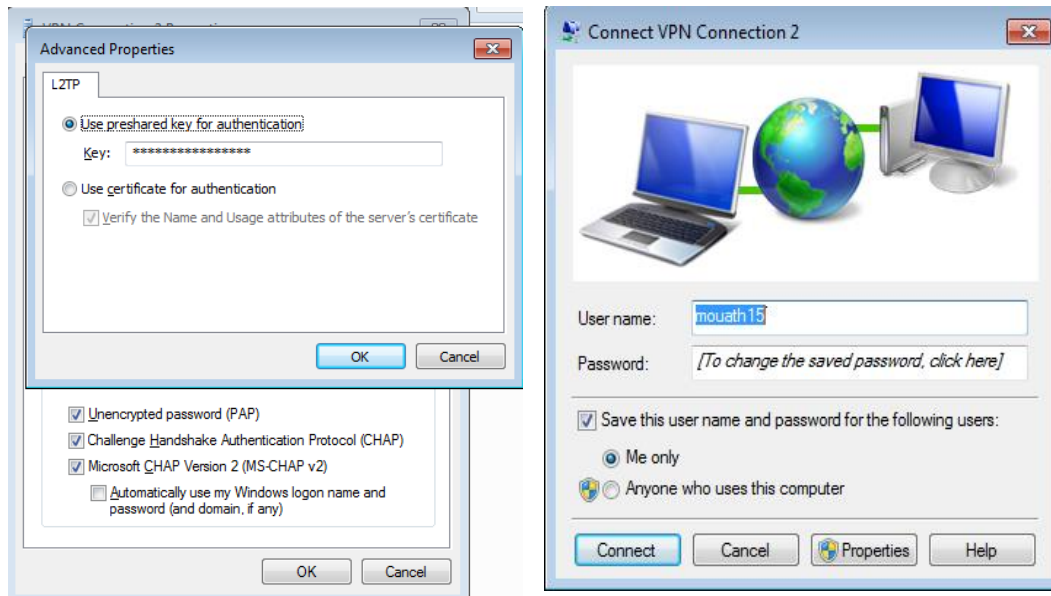 Advanced Properties
L2TP
Use preshared key for authentication
Key: ****************
Use certificate for authentication
Verify the Name and Usage attributes of the server's certificate
OK Cancel
Unencrypted password (PAP)
Challenge Handshake Authentication Protocol (CHAP)
Microsoft CHAP Version 2 (MS-CHAP v2)
Automatically use my Windows logon name and
password (and domain, if any)
OK Cancel
Connect VPN Connection 2
User name: mouath15
Password: [To change the saved password, click here]
Save this user name and password for the following users:
Me only
Anyone who uses this computer
Connect Cancel Properties Help